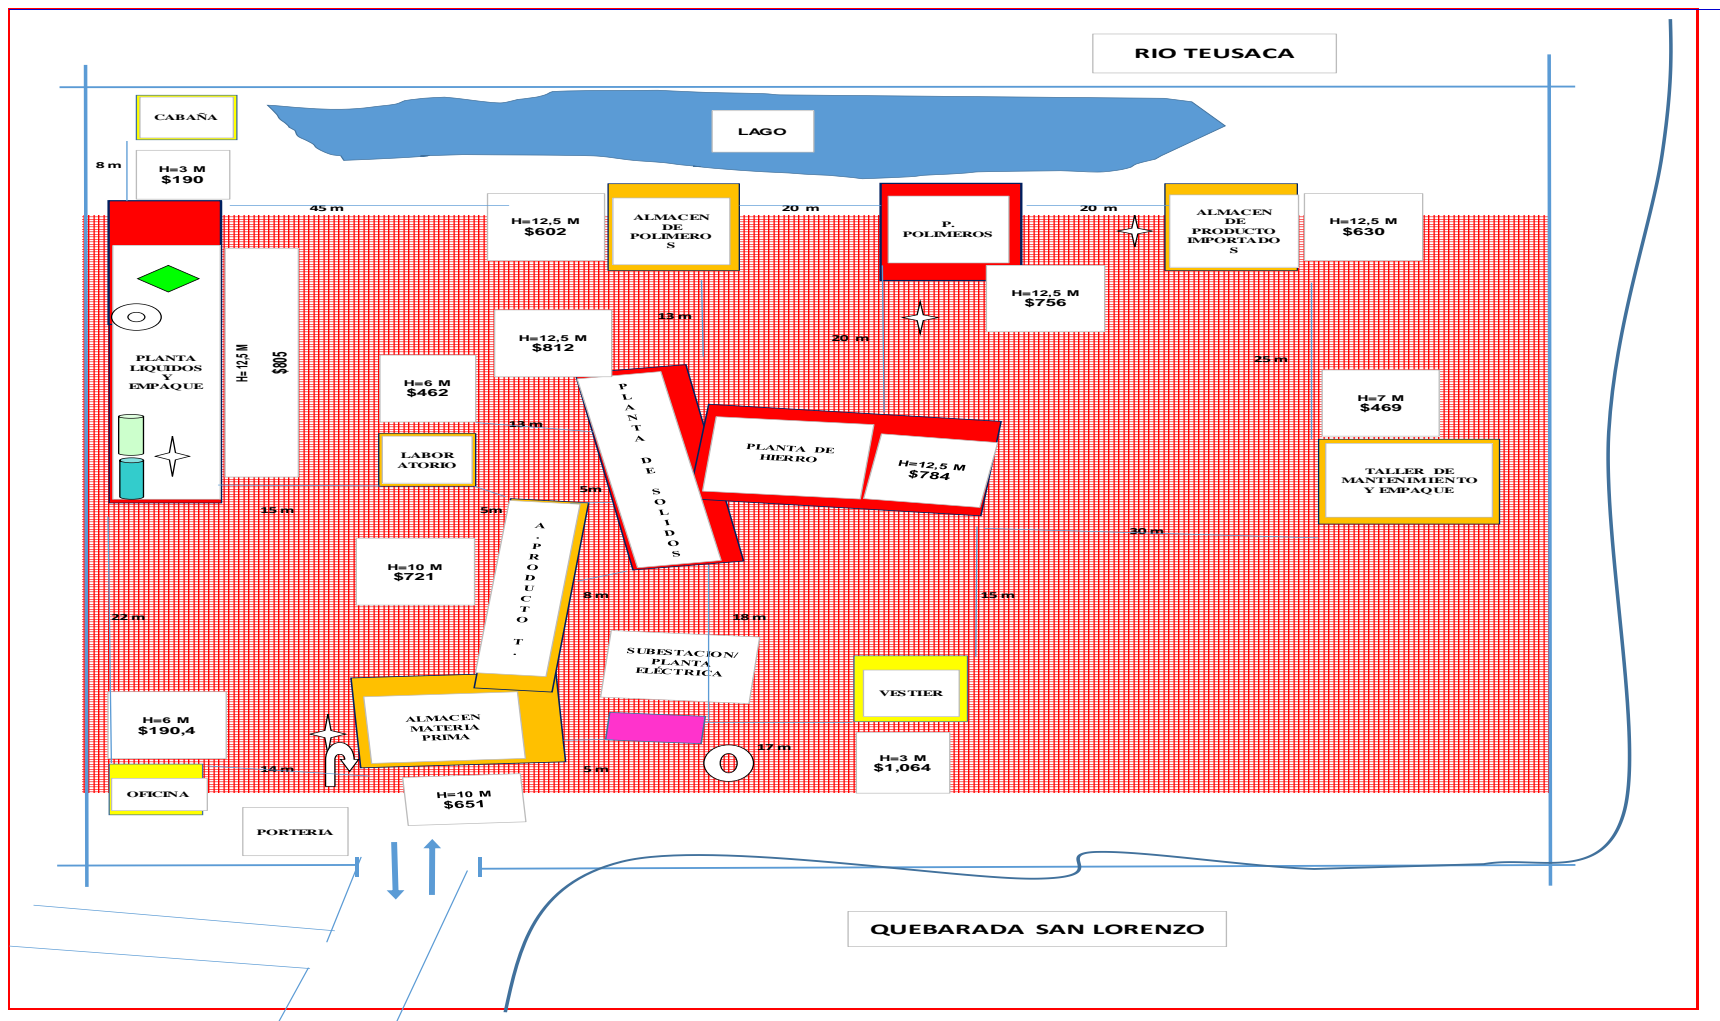 RIO TEUSACA
CABAÑA
LAGO
8 m
H=3 M
$190
45 m
H=12,5 M
$602
ALMACEN
DE
POLIMERO
S
20 m
P.
POLIMEROS
20 m
ALMACEN
DE
PRODUCTO
IMPORTADO
S
H=12,5 M
$630
H=12,5 M
$756
13 m
20 m
H=12,5 M
$812
PLANTA
LIQUIDOS
Y
EMPAQUE
H= 12,5 M
$805
25 m
H=6 M
$462
H=7 M
$469
13 m
PLANTA DE SOLIDOS
PLANTA DE
HIERRO
H=12,5 M
$784
LABOR
ATORIO
TALLER DE
MANTENIMIENTO
Y EMPAQUE
5m
15 m
5m
30 m
A.PRODUCTO T.
H=10 M
$721
8 m
15 m
22 m
18 m
SUBESTACION/
PLANTA
ELÉCTRICA
VESTIER
H=6 M
$190,4
ALMACEN
MATERIA
PRIMA
17 m
H=3 M
$1,064
14 m
5 m
OFICINA
H=10 M
$651
PORTERIA
QUEBARADA SAN LORENZO